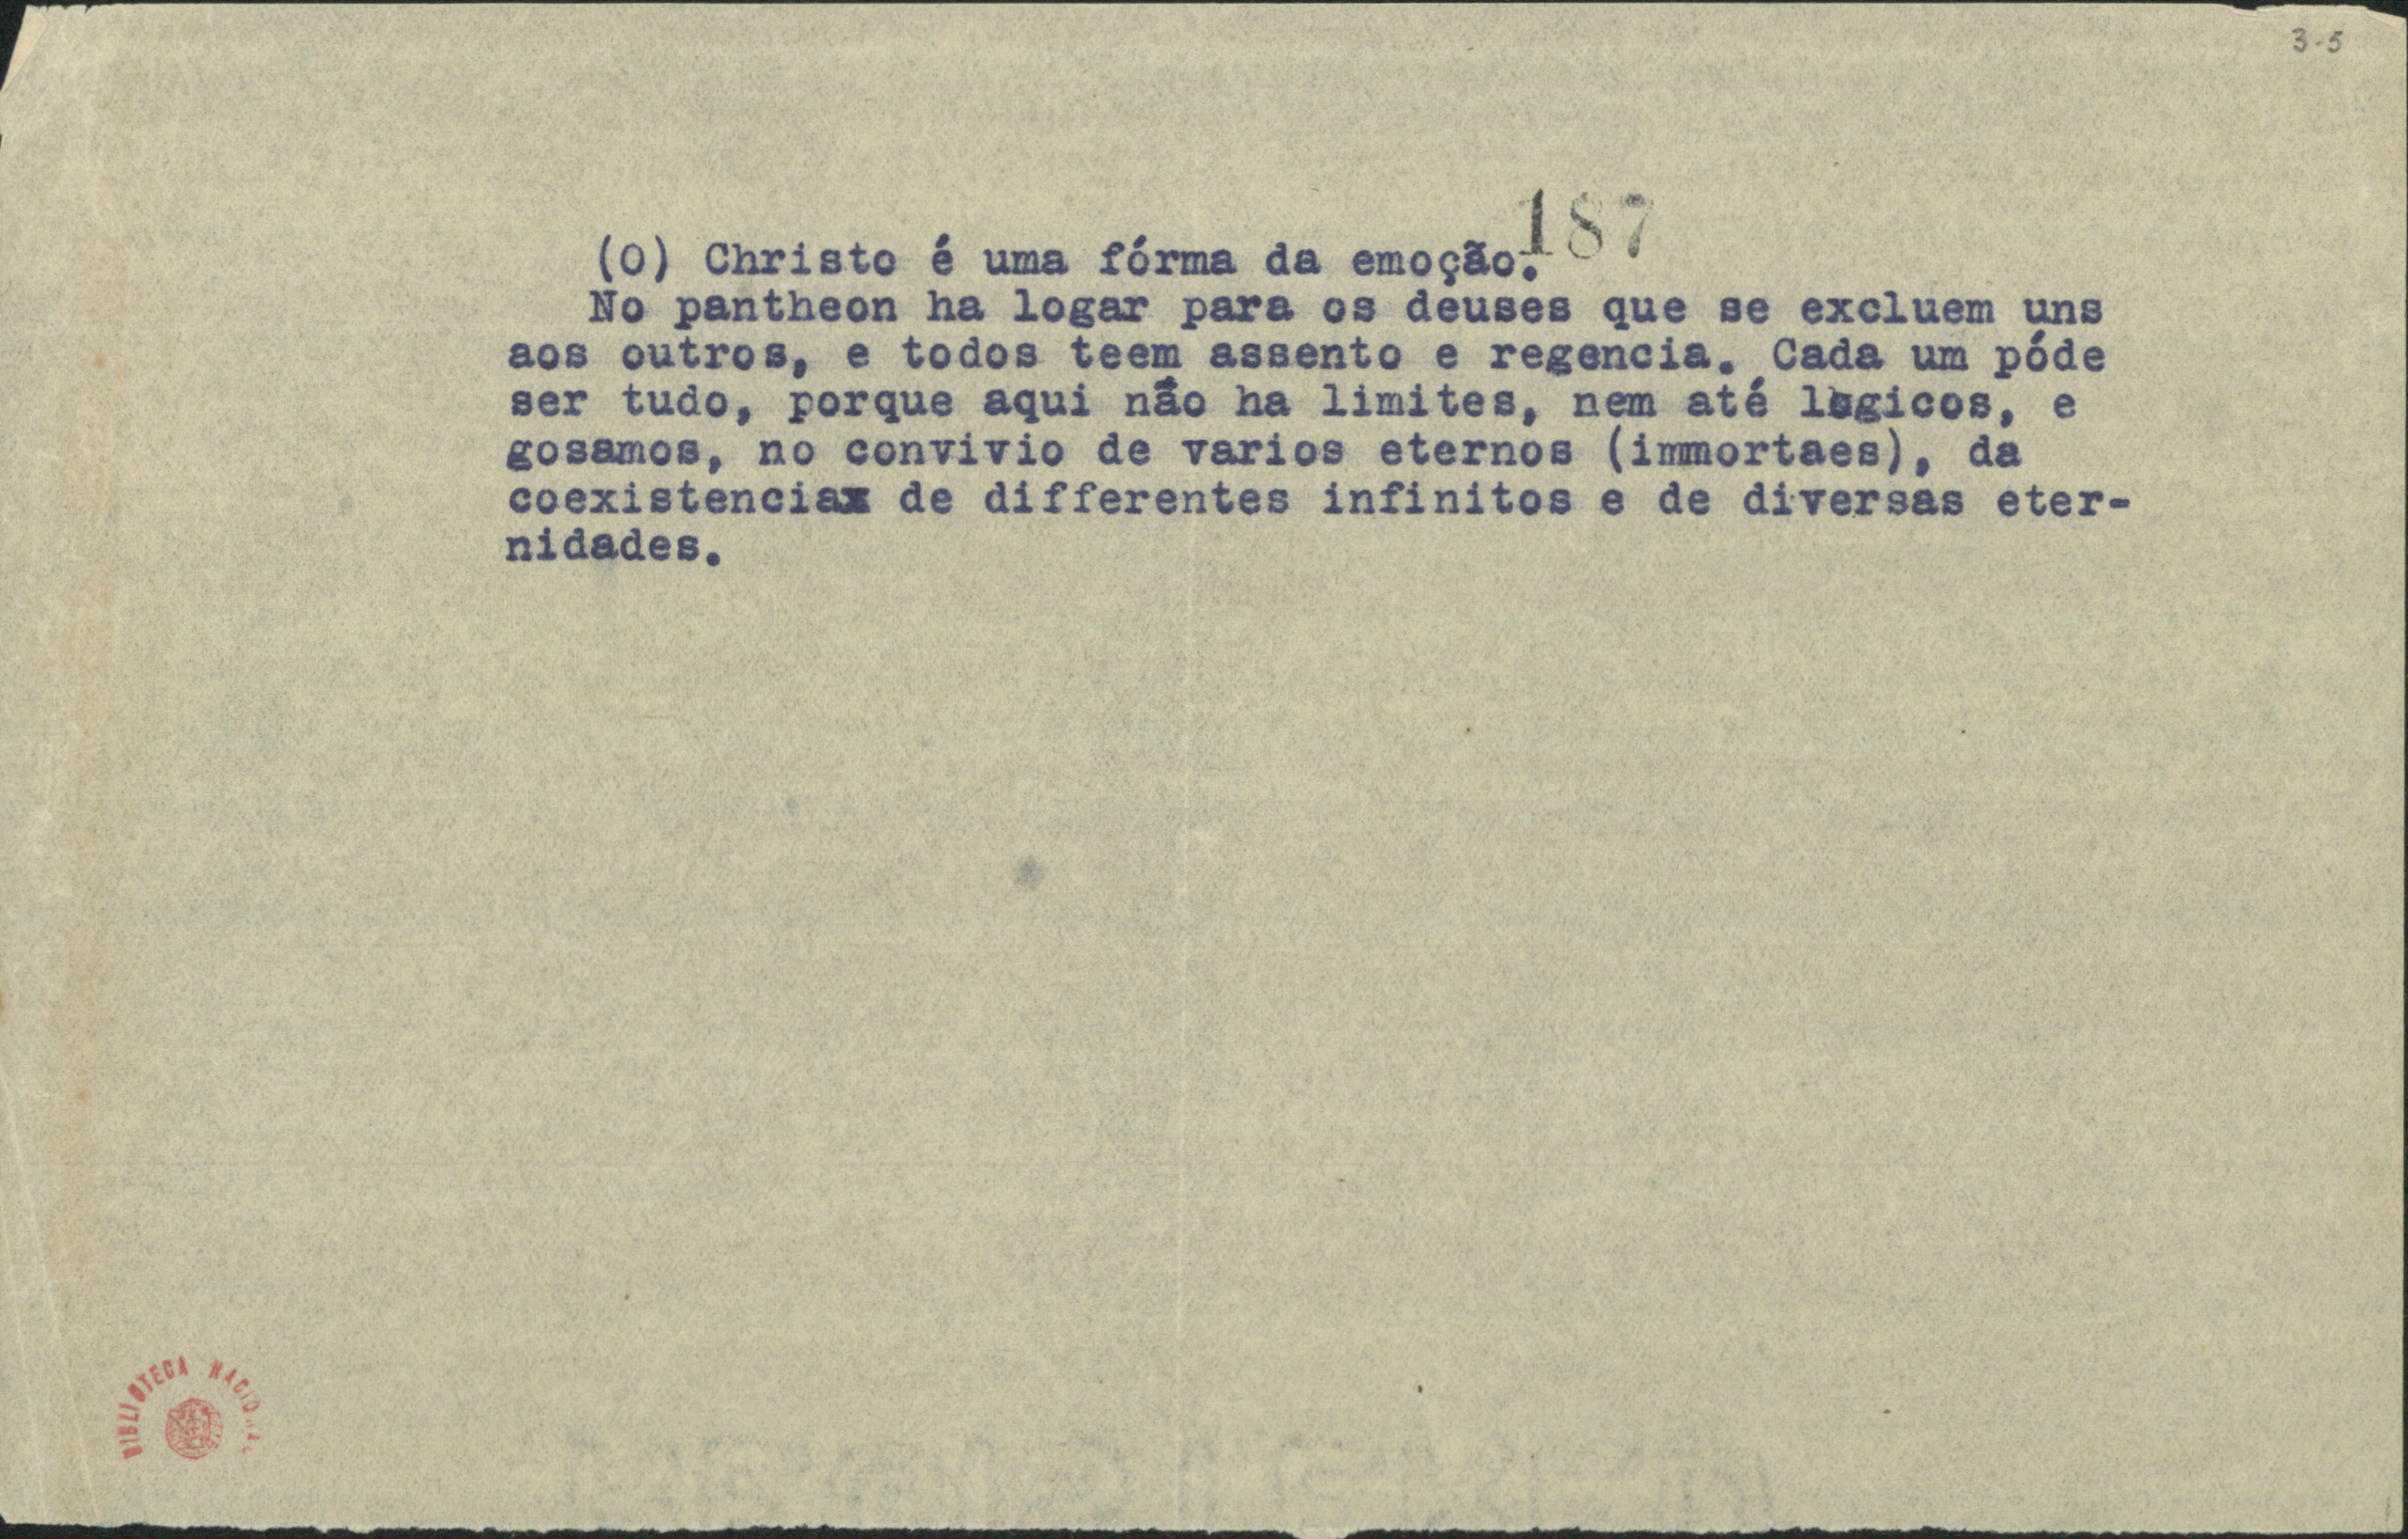 3-5
187
(O) Christo é uma fórma da emoção.
No pantheon ha logar para os deuses que se excluem uns
aos outros, e todos teem assento e regencia. Cada um póde
ser tudo, porque aqui não ha limites, nem até logicos, e
gosamos, no convivio de varios eternos (immortaes), da
coexistenciax de differentes infinitos e de diversas eter-
nidades.
BIBLIOTECA NACIONAL